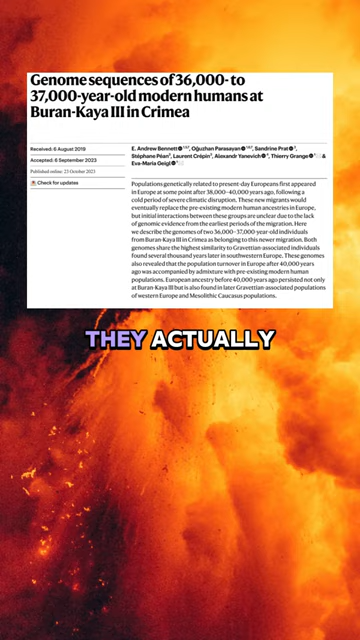 Genome sequences of 36,000- to
37,000-year-old modern humans at
Buran-Kaya III in Crimea
Received: 6 August 2019
Accepted: 6 September 2023
Published online: 23 October 2023
Check for updates
E. Andrew Bennett, Oğuzhan Parasayan, Sandrine Prat,
Stéphane Péan, Laurent Crépin, Alexandr Yanevich, Thierry Grange &
Eva-Maria Geigl
Populations genetically related to present-day Europeans first appeared
in Europe at some point after 38,000–40,000 years ago, following a
cold period of severe climatic disruption. These new migrants would
eventually replace the pre-existing modern human ancestries in Europe,
but initial interactions between these groups are unclear due to the lack
of genomic evidence from the earliest periods of the migration. Here
we describe the genomes of two 36,000–37,000-year-old individuals
from Buran-Kaya III in Crimea as belonging to this newer migration. Both
genomes share the highest similarity to Gravettian-associated individuals
found several thousand years later in southwestern Europe. These genomes
also revealed that the population turnover in Europe after 40,000 years
ago was accompanied by admixture with pre-existing modern human
populations. European ancestry before 40,000 years ago persisted not only
at Buran-Kaya III but is also found in later Gravettian-associated populations
of western Europe and Mesolithic Caucasus populations.
THEY ACTUALLY